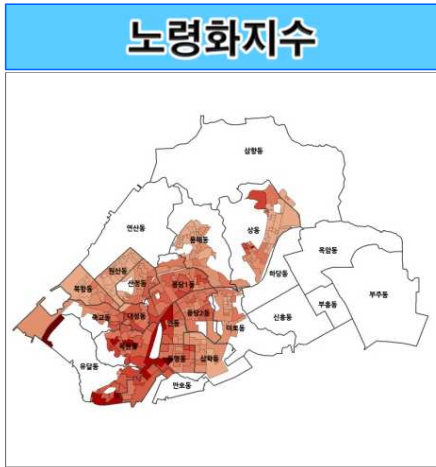 노령화지수
삼향동
연산동
용해동
상동
옥암동
원산동
북항동
산정동
하당동
용당1동
부주동
죽교동
대성동
용당2동
신흥동
부흥동
이로동
목원동
동명동
삼학동
유달동
만호동